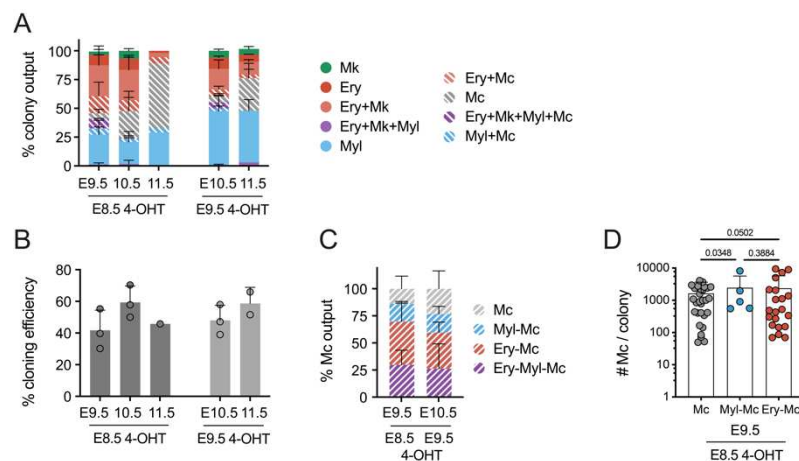 A
% colony output
100
75
50
25
0
E9.5 10.5 11.5 E10.5 11.5
E8.5 4-OHT E9.5 4-OHT
Mk
Ery
Ery+Mk
Ery+Mk+Myl
Myl
Ery+Mc
Mc
Ery+Mk+Myl+Mc
Myl+Mc
B
% cloning efficiency
80
60
40
20
0
E9.5 10.5 11.5 E10.5 11.5
E8.5 4-OHT E9.5 4-OHT
C
% Mc output
100
75
50
25
0
E9.5 E10.5
E8.5 E9.5
4-OHT
Mc
Myl-Mc
Ery-Mc
Ery-Myl-Mc
D
# Mc / colony
0.0502
0.0348 0.3884
10000
1000
100
10
1
Mc Myl-Mc Ery-Mc
E9.5
E8.5 4-OHT